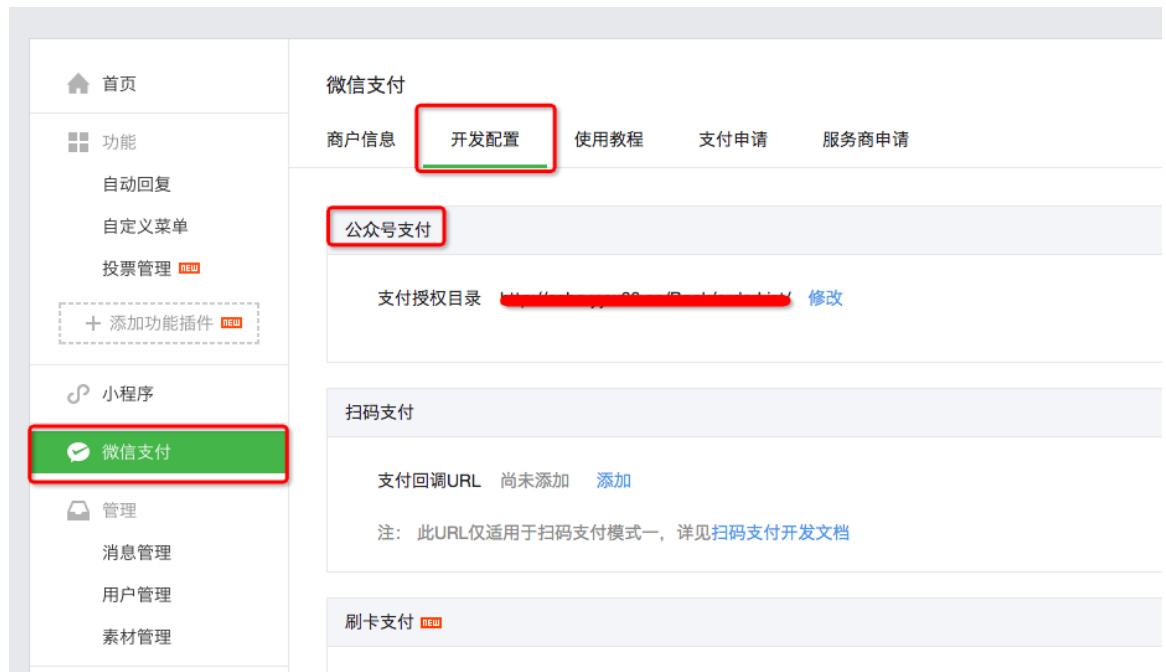 首页
功能
自动回复
自定义菜单
投票管理 NEW
添加功能插件 NEW
小程序
微信支付
管理
消息管理
用户管理
素材管理
微信支付
商户信息 开发配置 使用教程 支付申请 服务商申请
公众号支付
支付授权目录 修改
扫码支付
支付回调URL 尚未添加 添加
注： 此URL仅适用于扫码支付模式一，详见扫码支付开发文档
刷卡支付 NEW